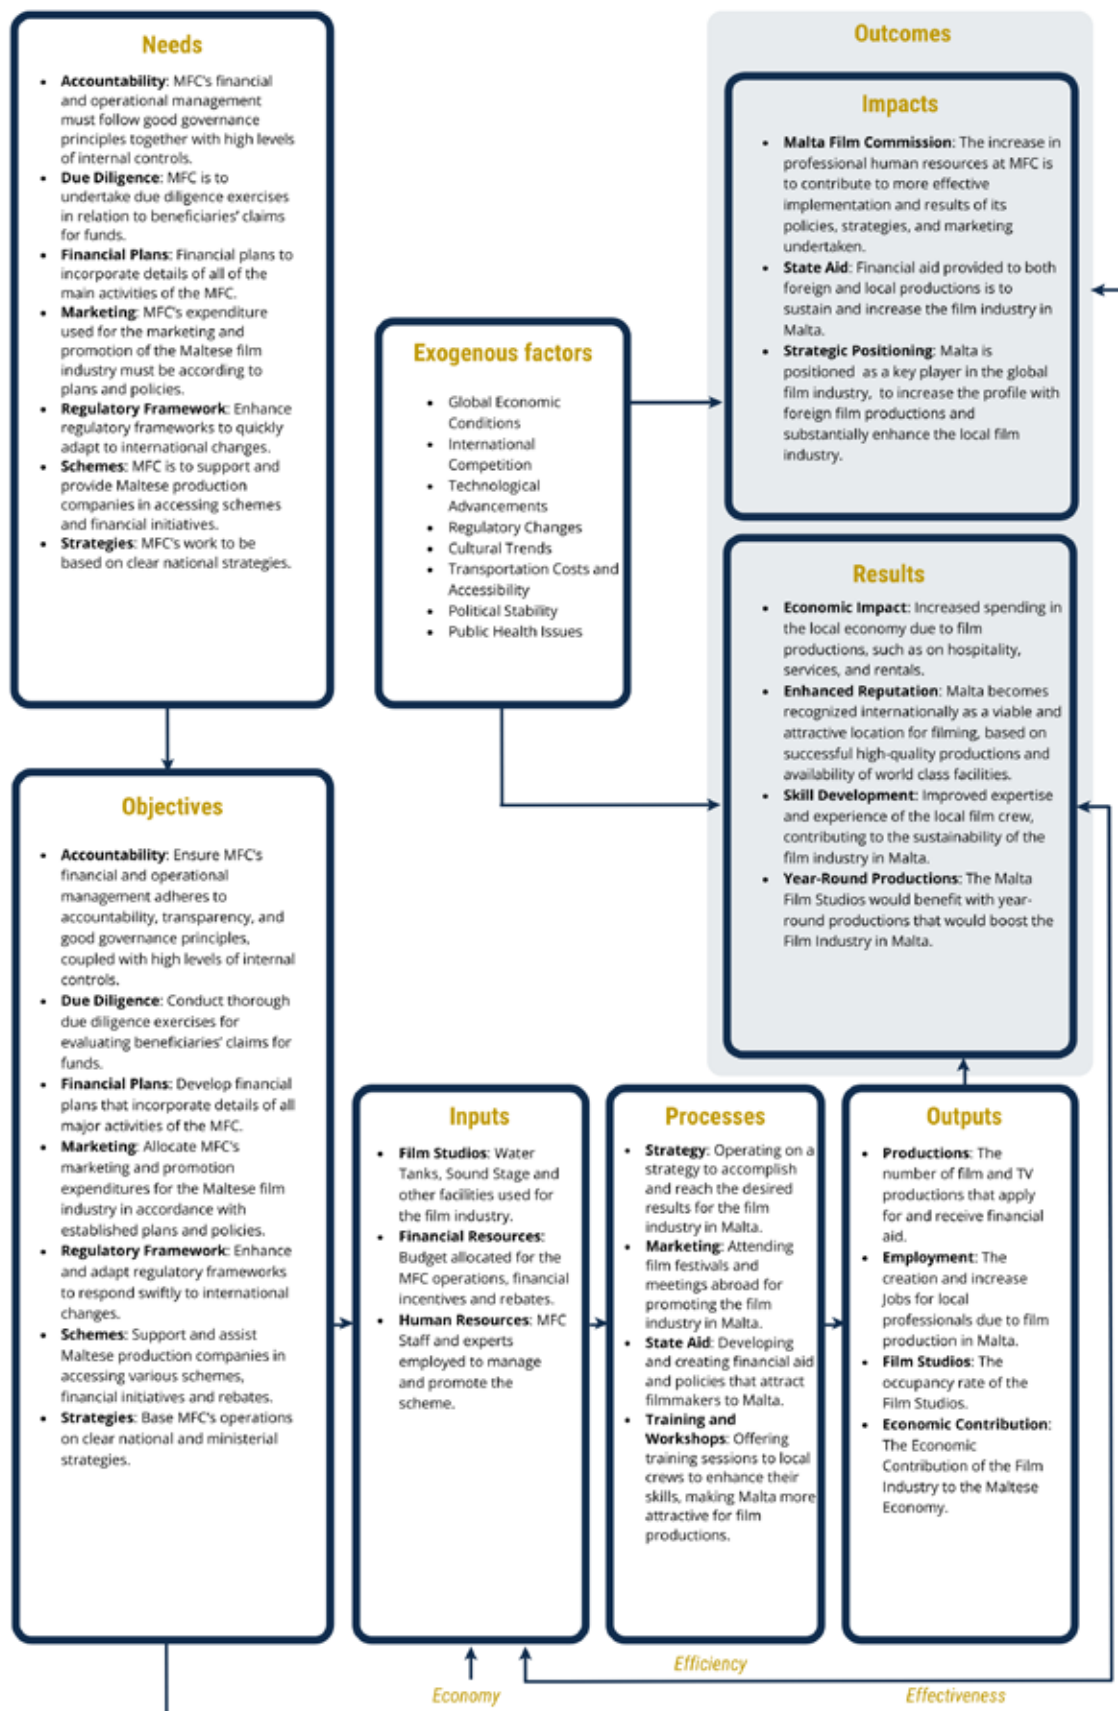 Needs
• Accountability: MFC's financial
and operational management
must follow good governance
principles together with high levels
of internal controls.
• Due Diligence: MFC is to
undertake due diligence exercises
in relation to beneficiaries' claims
for funds.
• Financial Plans: Financial plans to
incorporate details of all of the
main activities of the MFC.
• Marketing: MFC's expenditure
used for the marketing and
promotion of the Maltese film
industry must be according to
plans and policies.
• Regulatory Framework: Enhance
regulatory frameworks to quickly
adapt to international changes.
• Schemes: MFC is to support and
provide Maltese production
companies in accessing schemes
and financial initiatives.
• Strategies: MFC's work to be
based on clear national strategies.
Exogenous factors
• Global Economic
Conditions
• International
Competition
• Technological
Advancements
• Regulatory Changes
• Cultural Trends
• Transportation Costs and
Accessibility
• Political Stability
• Public Health Issues
Outcomes
Impacts
• Malta Film Commission: The increase in
professional human resources at MFC is
to contribute to more effective
implementation and results of its
policies, strategies, and marketing
undertaken.
• State Aid: Financial aid provided to both
foreign and local productions is to
sustain and increase the film industry in
Malta.
• Strategic Positioning: Malta is
positioned as a key player in the global
film industry, to increase the profile with
foreign film productions and
substantially enhance the local film
industry.
Results
• Economic Impact: Increased spending in
the local economy due to film
productions, such as on hospitality,
services, and rentals.
• Enhanced Reputation: Malta becomes
recognized internationally as a viable and
attractive location for filming, based on
successful high-quality productions and
availability of world class facilities.
• Skill Development: Improved expertise
and experience of the local film crew,
contributing to the sustainability of the
film industry in Malta.
• Year-Round Productions: The Malta
Film Studios would benefit with year-
round productions that would boost the
Film Industry in Malta.
Objectives
• Accountability: Ensure MFC's
financial and operational
management adheres to
accountability, transparency, and
good governance principles,
coupled with high levels of internal
controls.
• Due Diligence: Conduct thorough
due diligence exercises for
evaluating beneficiaries' claims for
funds.
• Financial Plans: Develop financial
plans that incorporate details of all
major activities of the MFC.
• Marketing: Allocate MFC's
marketing and promotion
expenditures for the Maltese film
industry in accordance with
established plans and policies.
• Regulatory Framework: Enhance
and adapt regulatory frameworks
to respond swiftly to international
changes.
• Schemes: Support and assist
Maltese production companies in
accessing various schemes,
financial initiatives and rebates.
• Strategies: Base MFC's operations
on clear national and ministerial
strategies.
Inputs
• Film Studios: Water
Tanks, Sound Stage and
other facilities used for
the film industry.
• Financial Resources:
Budget allocated for the
MFC operations, financial
incentives and rebates.
• Human Resources: MFC
Staff and experts
employed to manage
and promote the
scheme.
Processes
• Strategy: Operating on a
strategy to accomplish
and reach the desired
results for the film
industry in Malta.
• Marketing: Attending
film festivals and
meetings abroad for
promoting the film
industry in Malta.
• State Aid: Developing
and creating financial aid
and policies that attract
filmmakers to Malta.
• Training and
Workshops: Offering
training sessions to local
crews to enhance their
skills, making Malta more
attractive for film
productions.
Outputs
• Productions: The
number of film and TV
productions that apply
for and receive financial
aid.
• Employment: The
creation and increase
Jobs for local
professionals due to film
production in Malta.
• Film Studios: The
occupancy rate of the
Film Studios.
• Economic Contribution:
The Economic
Contribution of the Film
Industry to the Maltese
Economy.
Efficiency
Economy
Effectiveness